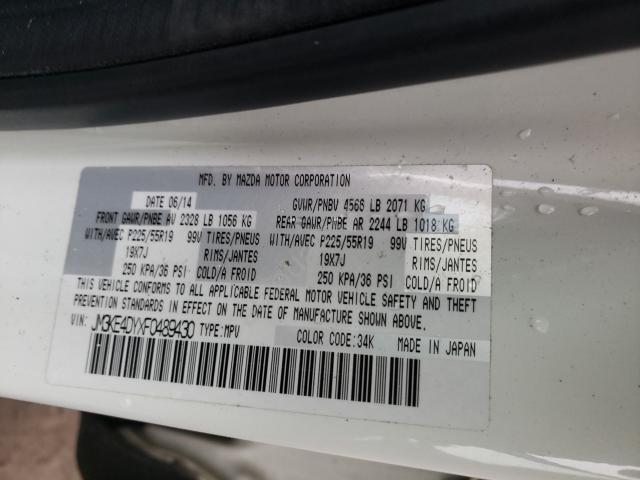 MFD. BY MAZDA MOTOR CORPORATION
DATE 06/14 GVWR/PNBV 4566 LB 2071 KG
FRONT GAWR/PNBE AV 2328 LB 1056 KG REAR GAWR/PNBE AR 2244 LB 1018 KG
WITH/AVEC P225/55R19 99V TIRES/PNEUS WITH/AVEC P225/55R19 99V TIRES/PNEUS
19X7J RIMS/JANTES 19X7J RIMS/JANTES
250 KPA/36 PSI COLD/A FROID 250 KPA/36 PSI COLD/A FROID
THIS VEHICLE CONFORMS TO ALL APPLICABLE FEDERAL MOTOR VEHICLE SAFETY AND THEFT
PREVENTION STANDARDS IN EFFECT ON THE DATE OF MANUFACTURE SHOWN ABOVE.
VIN: JM3KE4DYXF0489430 TYPE: MPV COLOR CODE: 34K MADE IN JAPAN